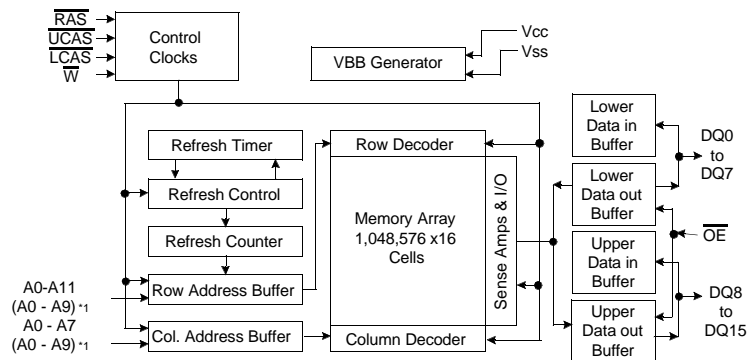 RAS
UCAS
LCAS
W
Control
Clocks
VBB Generator
Vcc
Vss
Refresh Timer
Refresh Control
Refresh Counter
Row Address Buffer
Col. Address Buffer
A0-A11
(A0 - A9) *1
A0 - A7
(A0 - A9) *1
Row Decoder
Memory Array
1,048,576 x16
Cells
Column Decoder
Sense Amps & I/O
Lower
Data in
Buffer
Lower
Data out
Buffer
Upper
Data in
Buffer
Upper
Data out
Buffer
DQ0
to
DQ7
OE
DQ8
to
DQ15